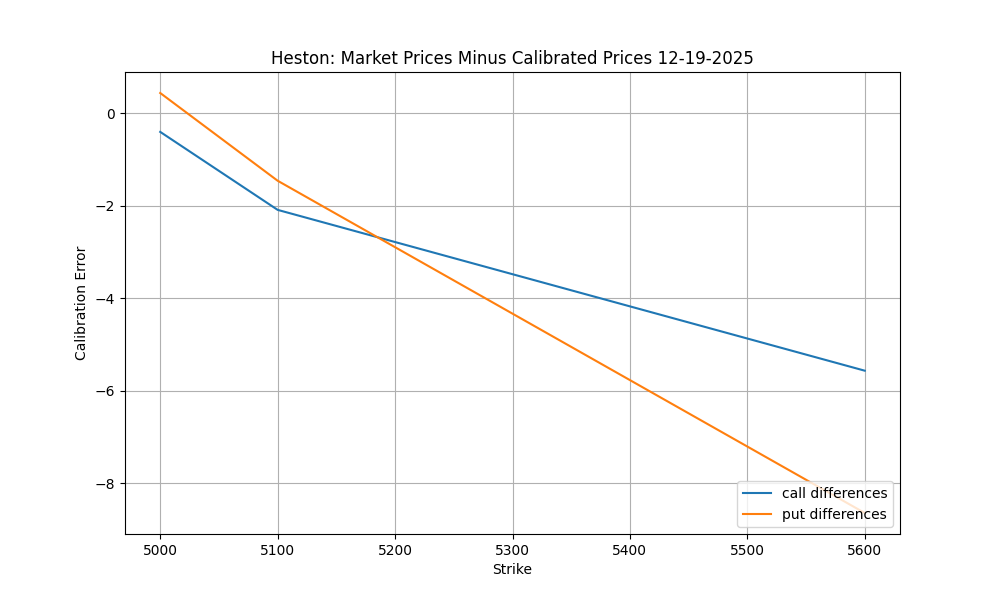 Heston: Market Prices Minus Calibrated Prices 12-19-2025
Calibration Error
0
−2
−4
−6
−8
call differences
put differences
5000 5100 5200 5300 5400 5500 5600
Strike